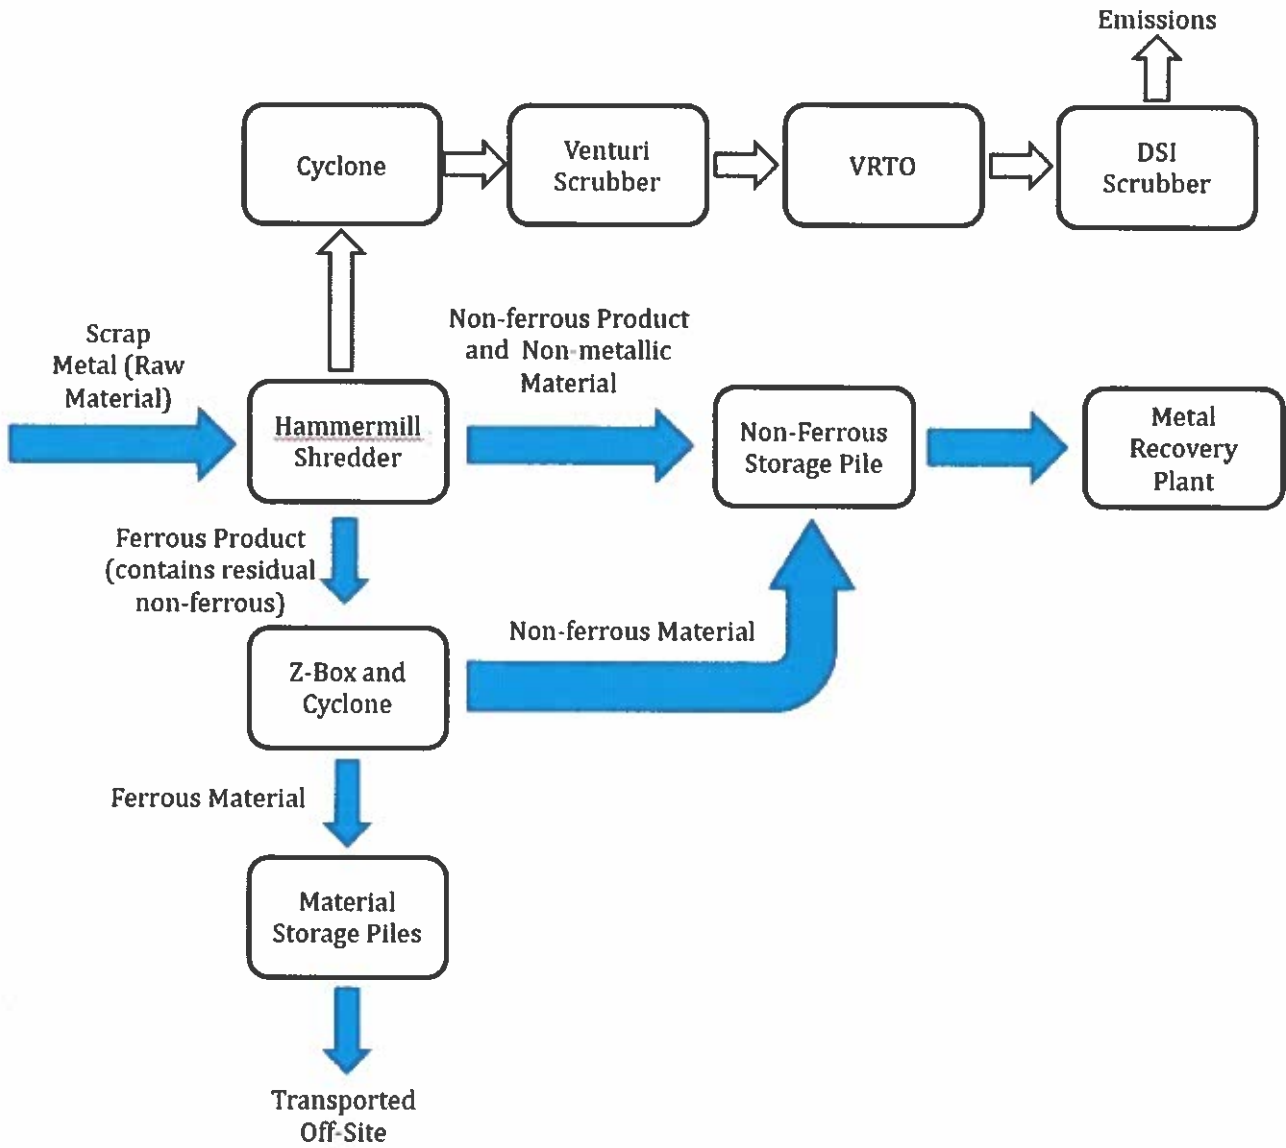 Emissions
Cyclone
Venturi
Scrubber
VRTO
DSI
Scrubber
Scrap
Metal (Raw
Material)
Non-ferrous Product
and Non-metallic
Material
Hammermill
Shredder
Non-Ferrous
Storage Pile
Metal
Recovery
Plant
Ferrous Product
(contains residual
non-ferrous)
Non-ferrous Material
Z-Box and
Cyclone
Ferrous Material
Material
Storage Piles
Transported
Off-Site